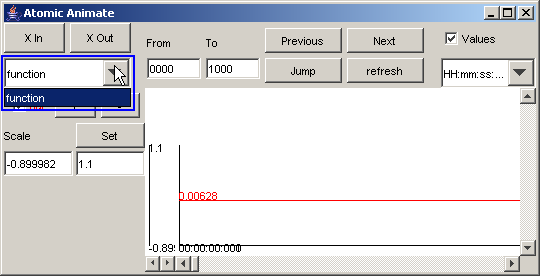 Atomic Animate
X In
X Out
From
To
Previous
Next
Values
function
0000
1000
Jump
refresh
HH:mm:ss:...
function
Scale
Set
-0.899982
1.1
1.1
0.00628
00:00:00:000